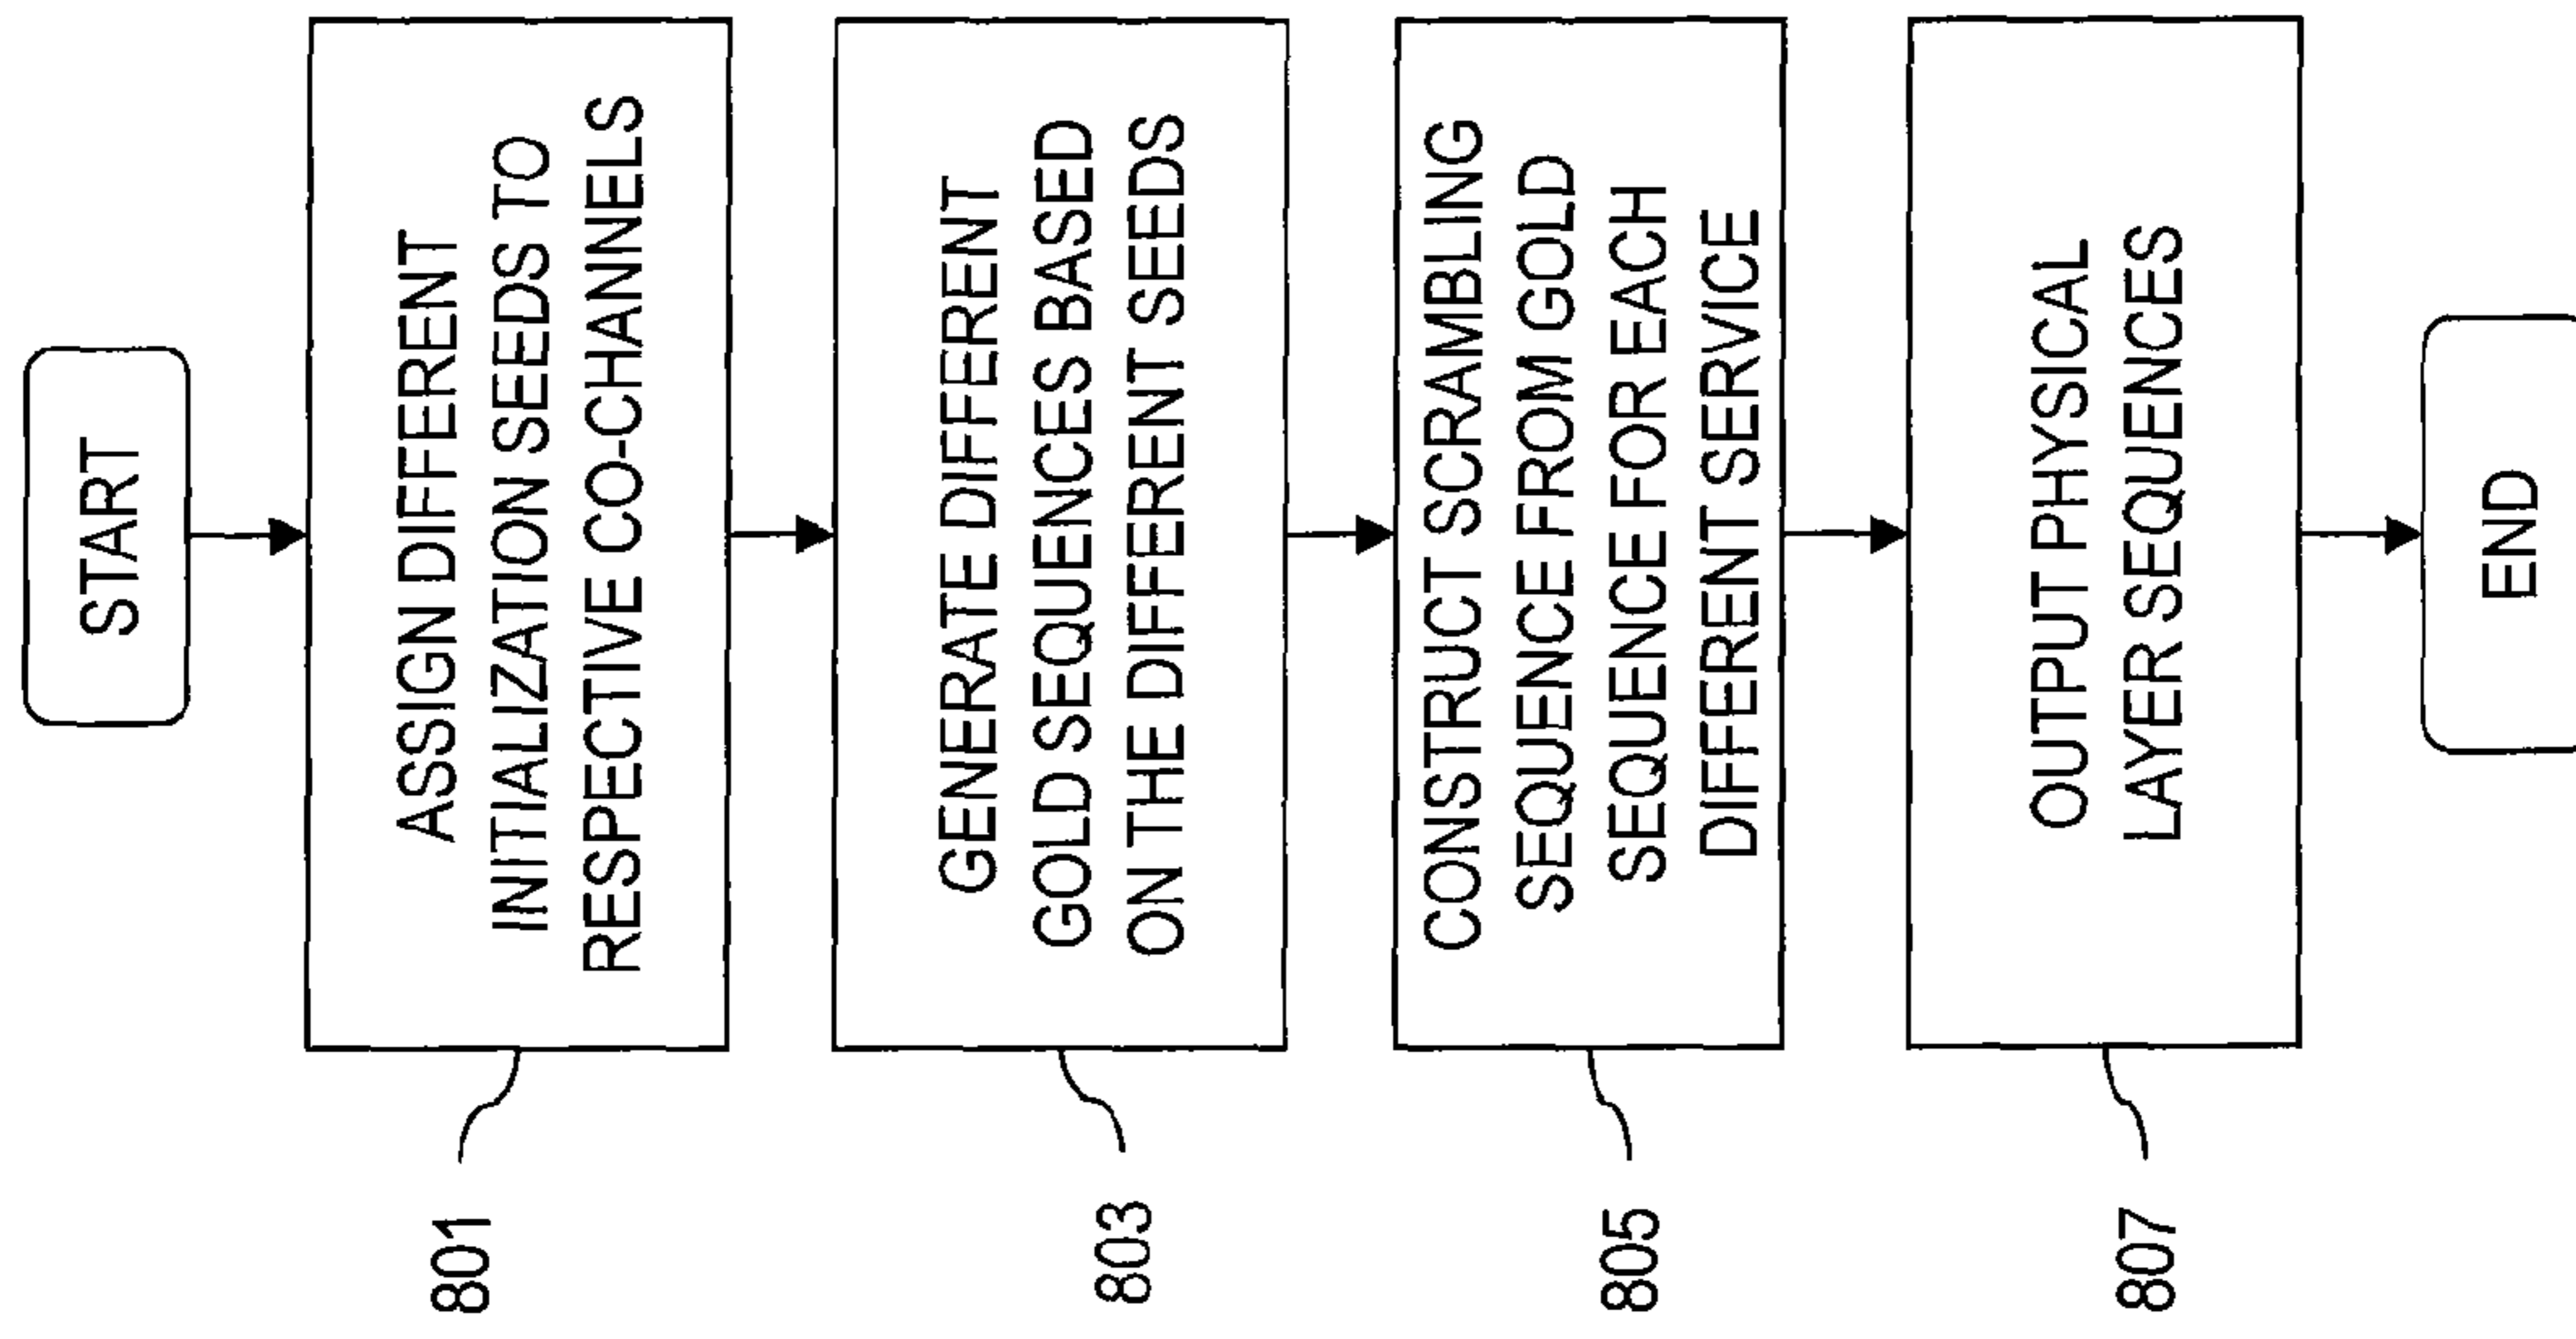 START
ASSIGN DIFFERENT
INITIALIZATION SEEDS TO
RESPECTIVE CO-CHANNELS
801
GENERATE DIFFERENT
GOLD SEQUENCES BASED
ON THE DIFFERENT SEEDS
803
CONSTRUCT SCRAMBLING
SEQUENCE FROM GOLD
SEQUENCE FOR EACH
DIFFERENT SERVICE
805
OUTPUT PHYSICAL
LAYER SEQUENCES
807
END